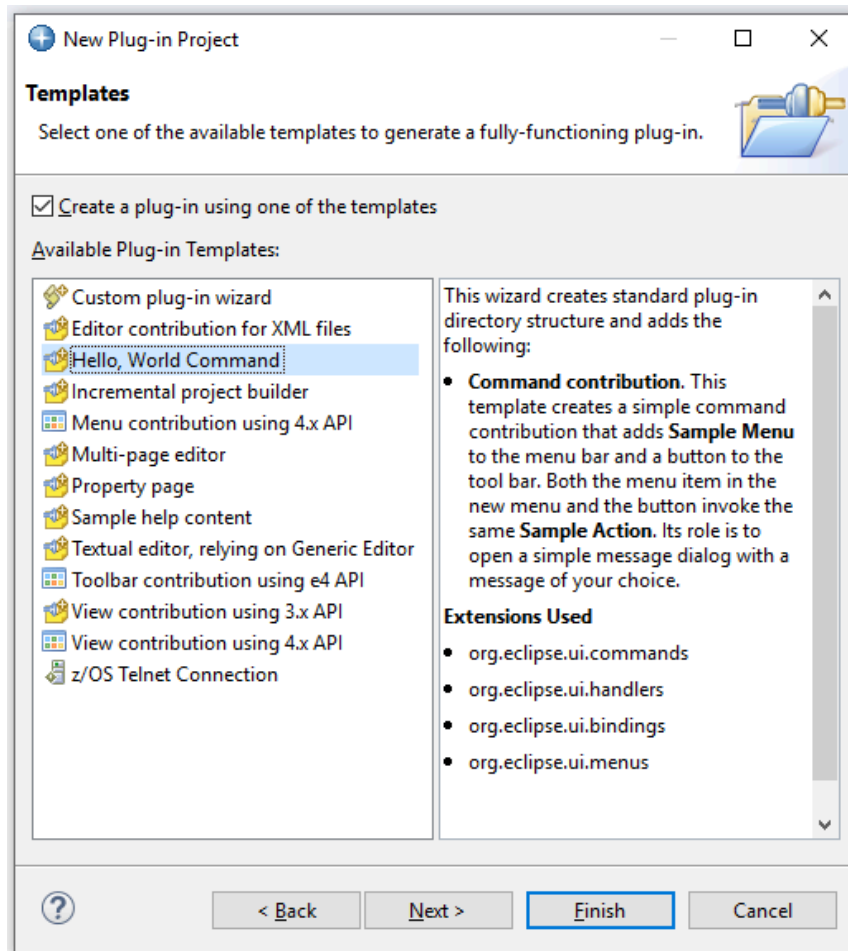 New Plug-in Project
Templates
Select one of the available templates to generate a fully-functioning plug-in.
Create a plug-in using one of the templates
Available Plug-in Templates:
Custom plug-in wizard
Editor contribution for XML files
Hello, World Command
Incremental project builder
Menu contribution using 4.x API
Multi-page editor
Property page
Sample help content
Textual editor, relying on Generic Editor
Toolbar contribution using e4 API
View contribution using 3.x API
View contribution using 4.x API
z/OS Telnet Connection
This wizard creates standard plug-in
directory structure and adds the
following:
• Command contribution. This
template creates a simple command
contribution that adds Sample Menu
to the menu bar and a button to the
tool bar. Both the menu item in the
new menu and the button invoke the
same Sample Action. Its role is to
open a simple message dialog with a
message of your choice.
Extensions Used
• org.eclipse.ui.commands
• org.eclipse.ui.handlers
• org.eclipse.ui.bindings
• org.eclipse.ui.menus
?
< Back
Next >
Finish
Cancel